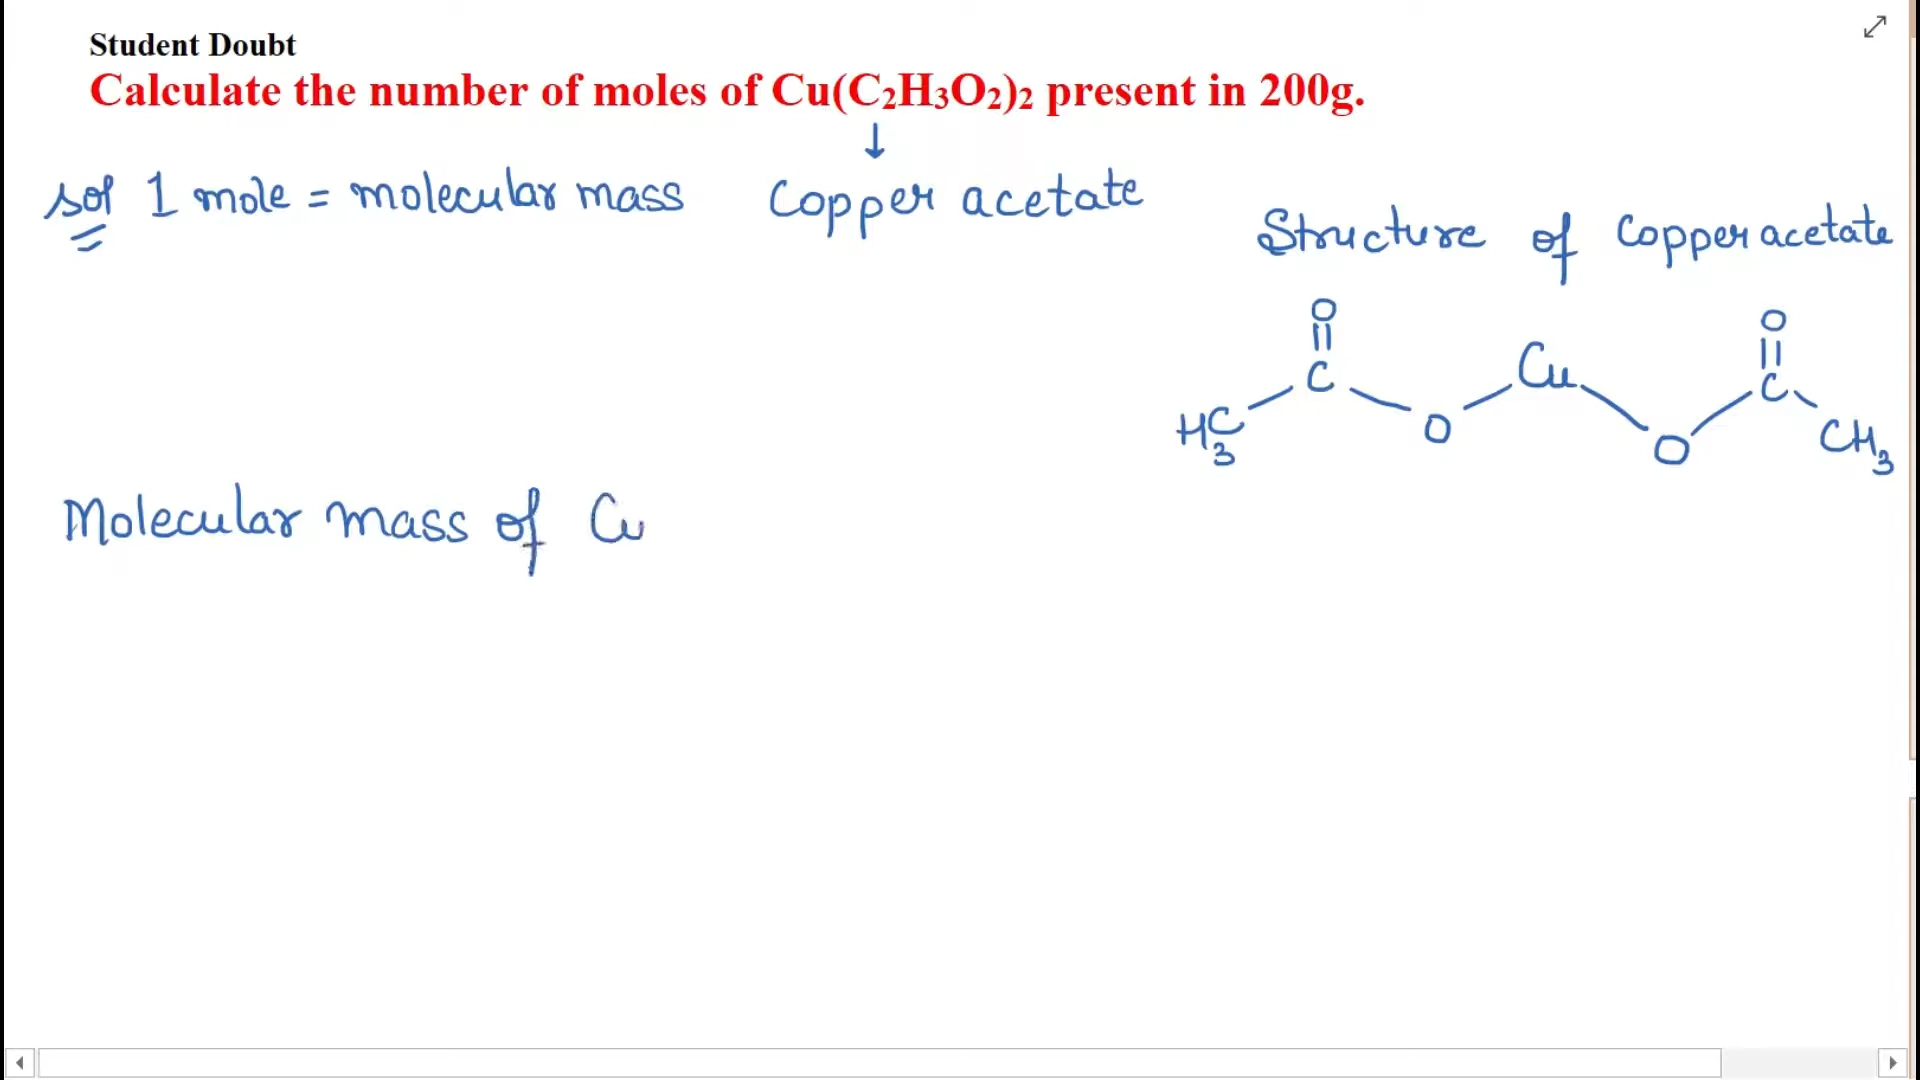 Student Doubt
Calculate the number of moles of Cu(C₂H₃O₂)₂ present in 200g.
↓
Sol 1 mole = molecular mass Copper acetate
Structure of Copper acetate
O O
|| ||
C Cu C
H₃C O O CH₃
Molecular mass of Cu